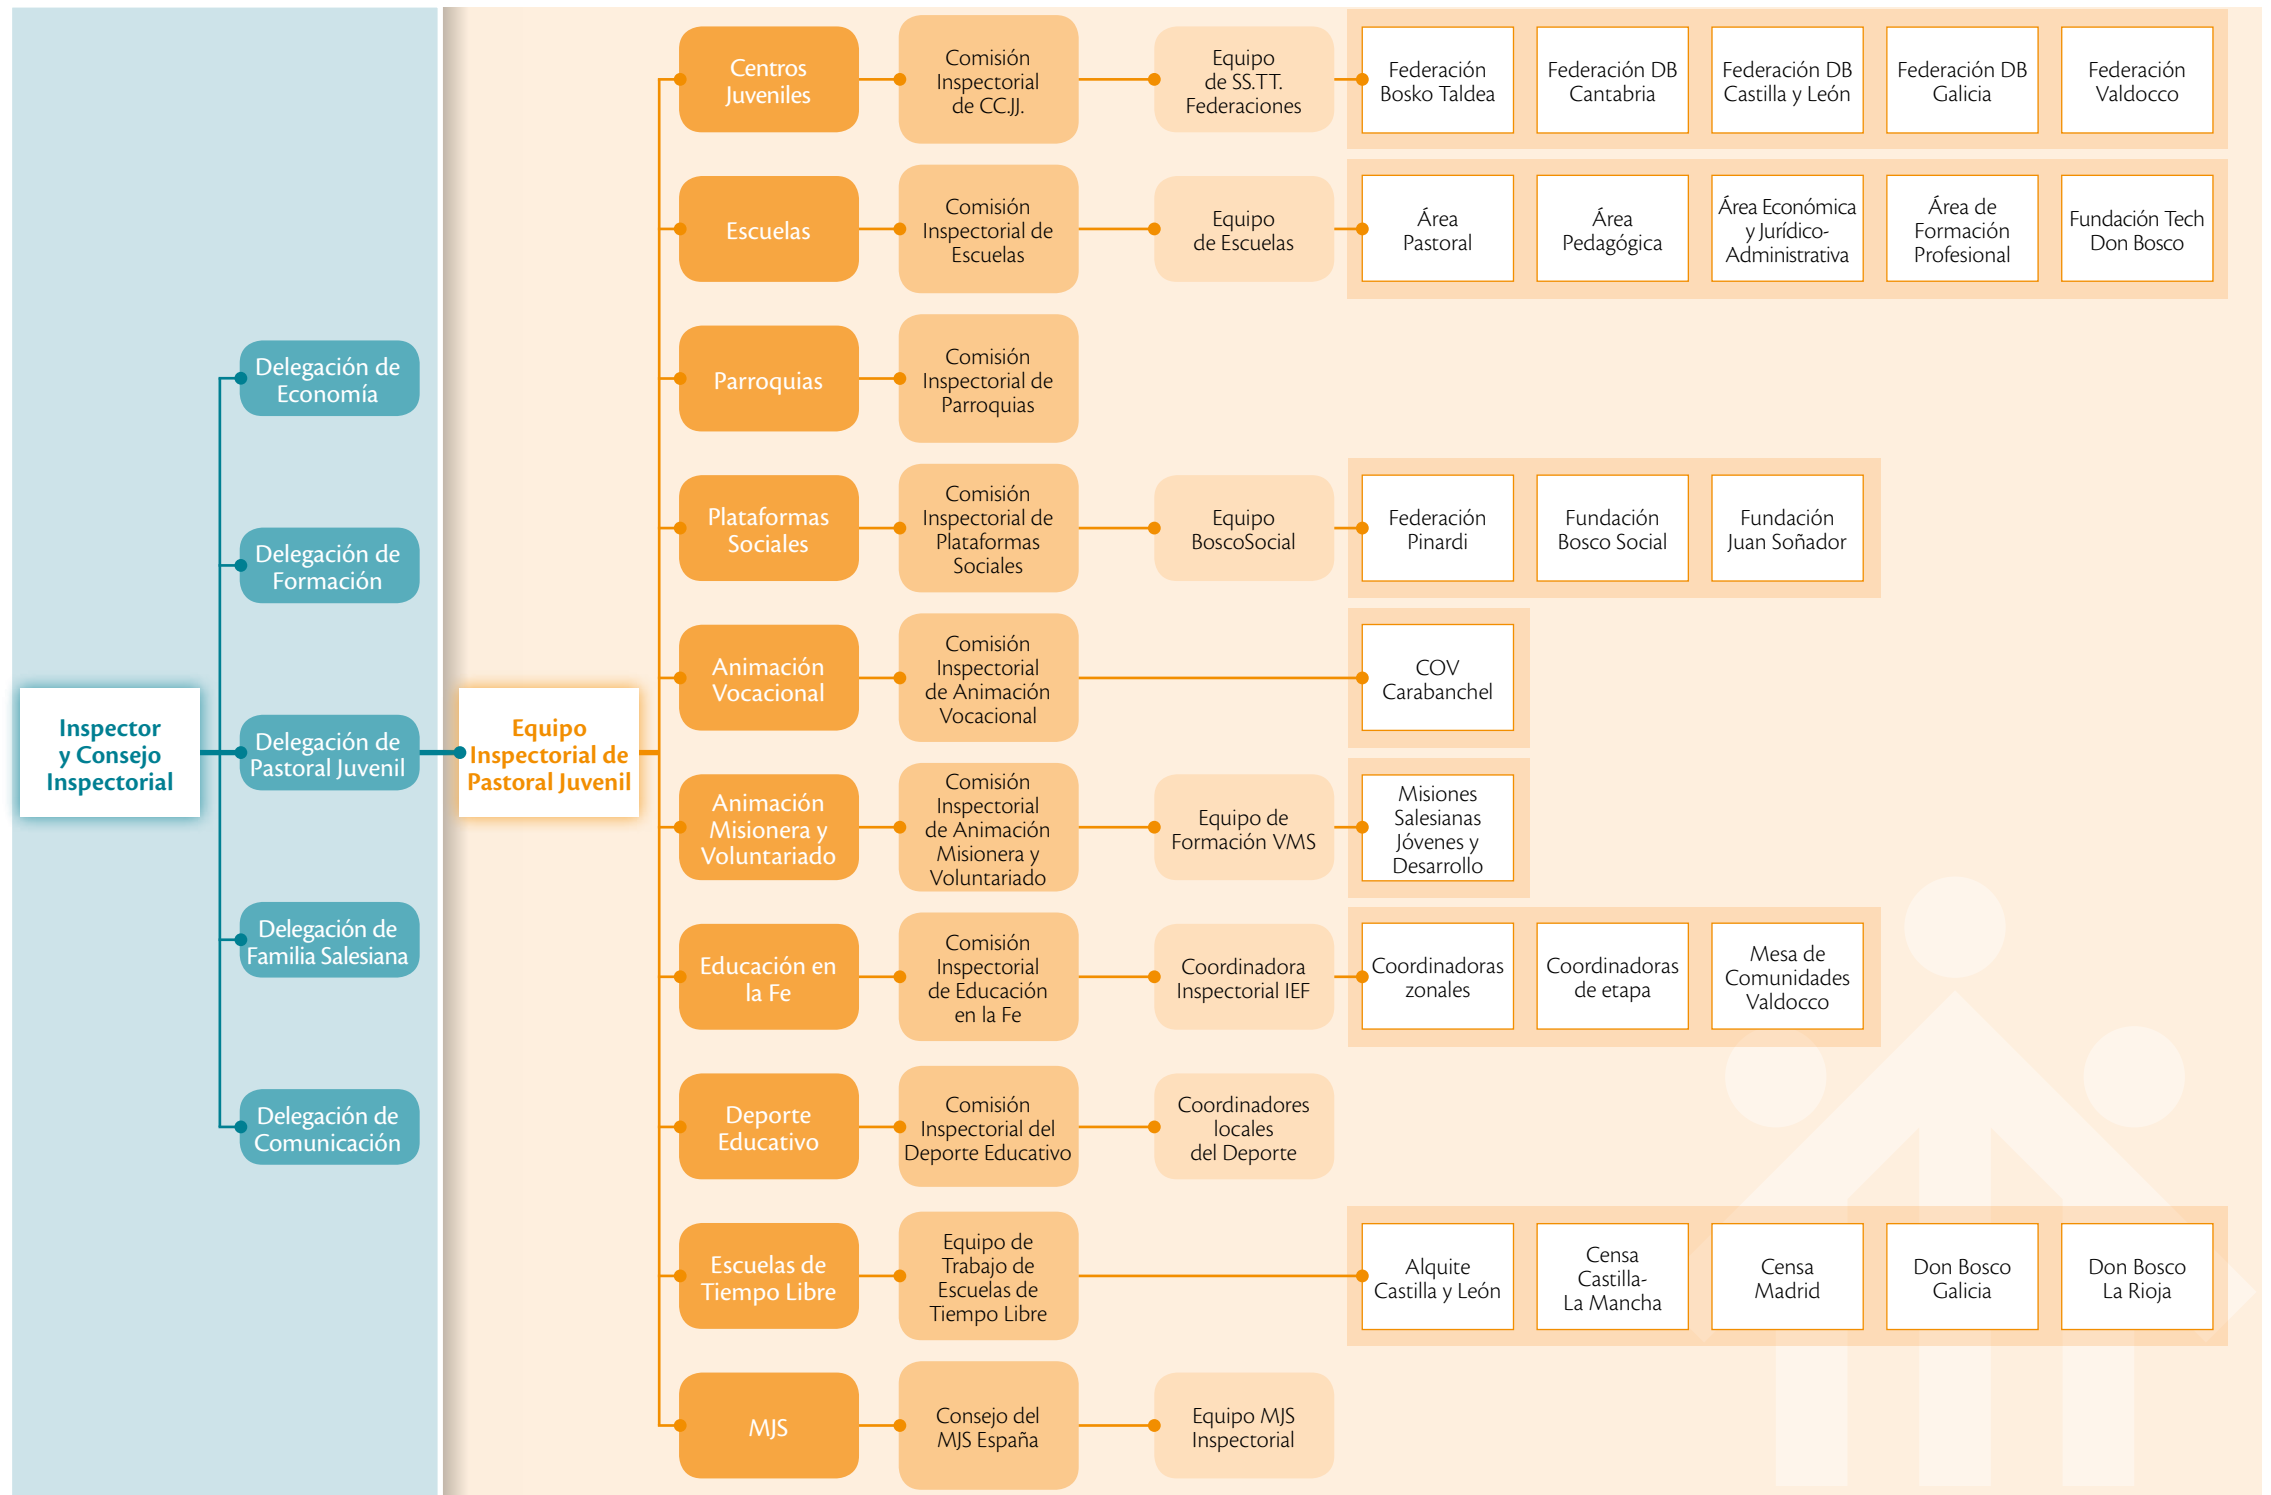 Inspector
y Consejo
Inspectorial
Delegación de
Economía
Delegación de
Formación
Delegación de
Pastoral Juvenil
Delegación de
Familia Salesiana
Delegación de
Comunicación
Equipo
Inspectorial de
Pastoral Juvenil
Centros
Juveniles
Comisión
Inspectorial
de CC.JJ.
Equipo
de SS.TT.
Federaciones
Federación
Bosko Taldea
Federación DB
Cantabria
Federación DB
Castilla y León
Federación DB
Galicia
Federación
Valdocco
Escuelas
Comisión
Inspectorial de
Escuelas
Equipo
de Escuelas
Área
Pastoral
Área
Pedagógica
Área Económica
y Jurídico-
Administrativa
Área de
Formación
Profesional
Fundación Tech
Don Bosco
Parroquias
Comisión
Inspectorial de
Parroquias
Plataformas
Sociales
Comisión
Inspectorial de
Plataformas
Sociales
Equipo
BoscoSocial
Federación
Pinardi
Fundación
Bosco Social
Fundación
Juan Soñador
Animación
Vocacional
Comisión
Inspectorial
de Animación
Vocacional
COV
Carabanchel
Animación
Misionera y
Voluntariado
Comisión
Inspectorial
de Animación
Misionera y
Voluntariado
Equipo de
Formación VMS
Misiones
Salesianas
Jóvenes y
Desarrollo
Educación en
la Fe
Comisión
Inspectorial
de Educación
en la Fe
Coordinadora
Inspectorial IEF
Coordinadoras
zonales
Coordinadoras
de etapa
Mesa de
Comunidades
Valdocco
Deporte
Educativo
Comisión
Inspectorial del
Deporte Educativo
Coordinadores
locales
del Deporte
Escuelas de
Tiempo Libre
Equipo de
Trabajo de
Escuelas de
Tiempo Libre
Alquite
Castilla y León
Censa
Castilla-
La Mancha
Censa
Madrid
Don Bosco
Galicia
Don Bosco
La Rioja
MJS
Consejo del
MJS España
Equipo MJS
Inspectorial